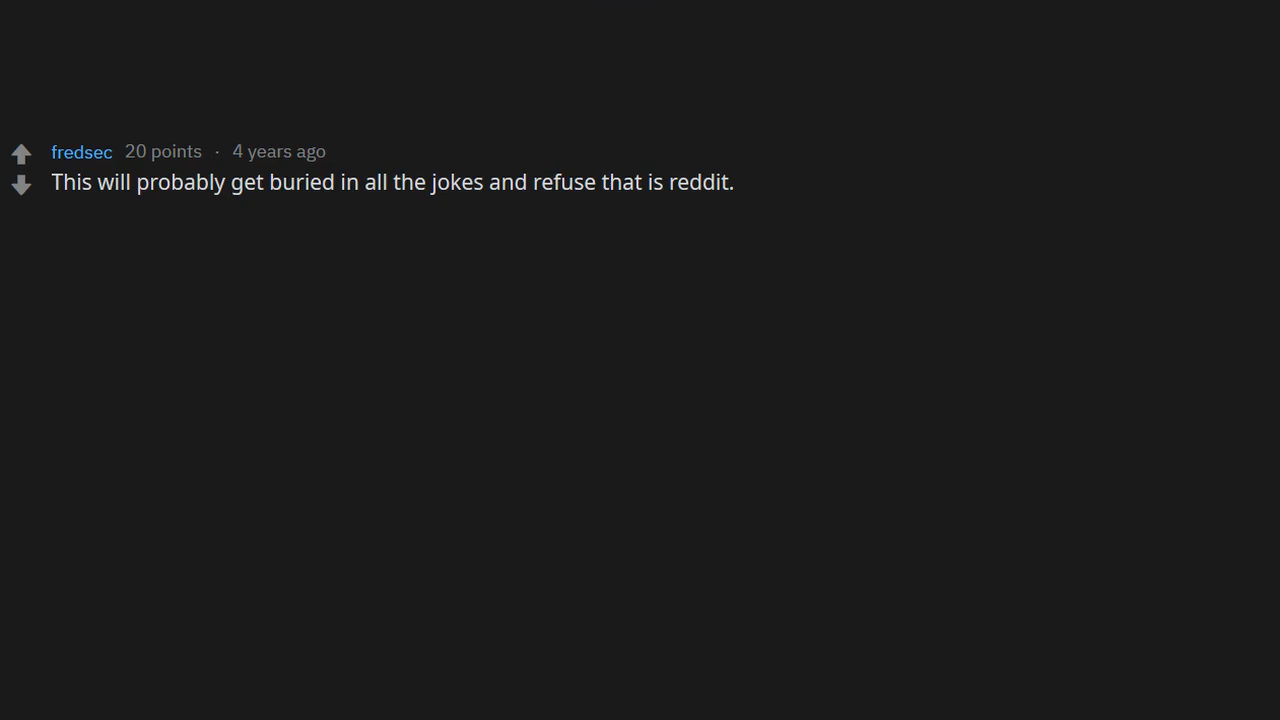 fredsec 20 points · 4 years ago
This will probably get buried in all the jokes and refuse that is reddit.